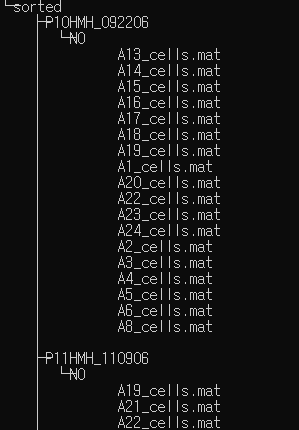 sorted
P10HMH_092206
NO
A13_cells.mat
A14_cells.mat
A15_cells.mat
A16_cells.mat
A17_cells.mat
A18_cells.mat
A19_cells.mat
A1_cells.mat
A20_cells.mat
A22_cells.mat
A23_cells.mat
A24_cells.mat
A2_cells.mat
A3_cells.mat
A4_cells.mat
A5_cells.mat
A6_cells.mat
A8_cells.mat
P11HMH_110906
NO
A19_cells.mat
A21_cells.mat
A22_cells.mat